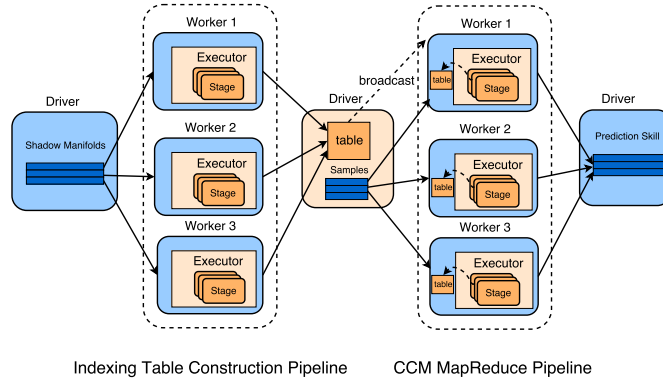 Driver
Shadow Manifolds
Worker 1
Executor
Stage
Worker 2
Executor
Stage
Worker 3
Executor
Stage
broadcast
Driver
table
Samples
Worker 1
Executor
table
Stage
Worker 2
Executor
table
Stage
Worker 3
Executor
table
Stage
Driver
Prediction Skill
Indexing Table Construction Pipeline
CCM MapReduce Pipeline